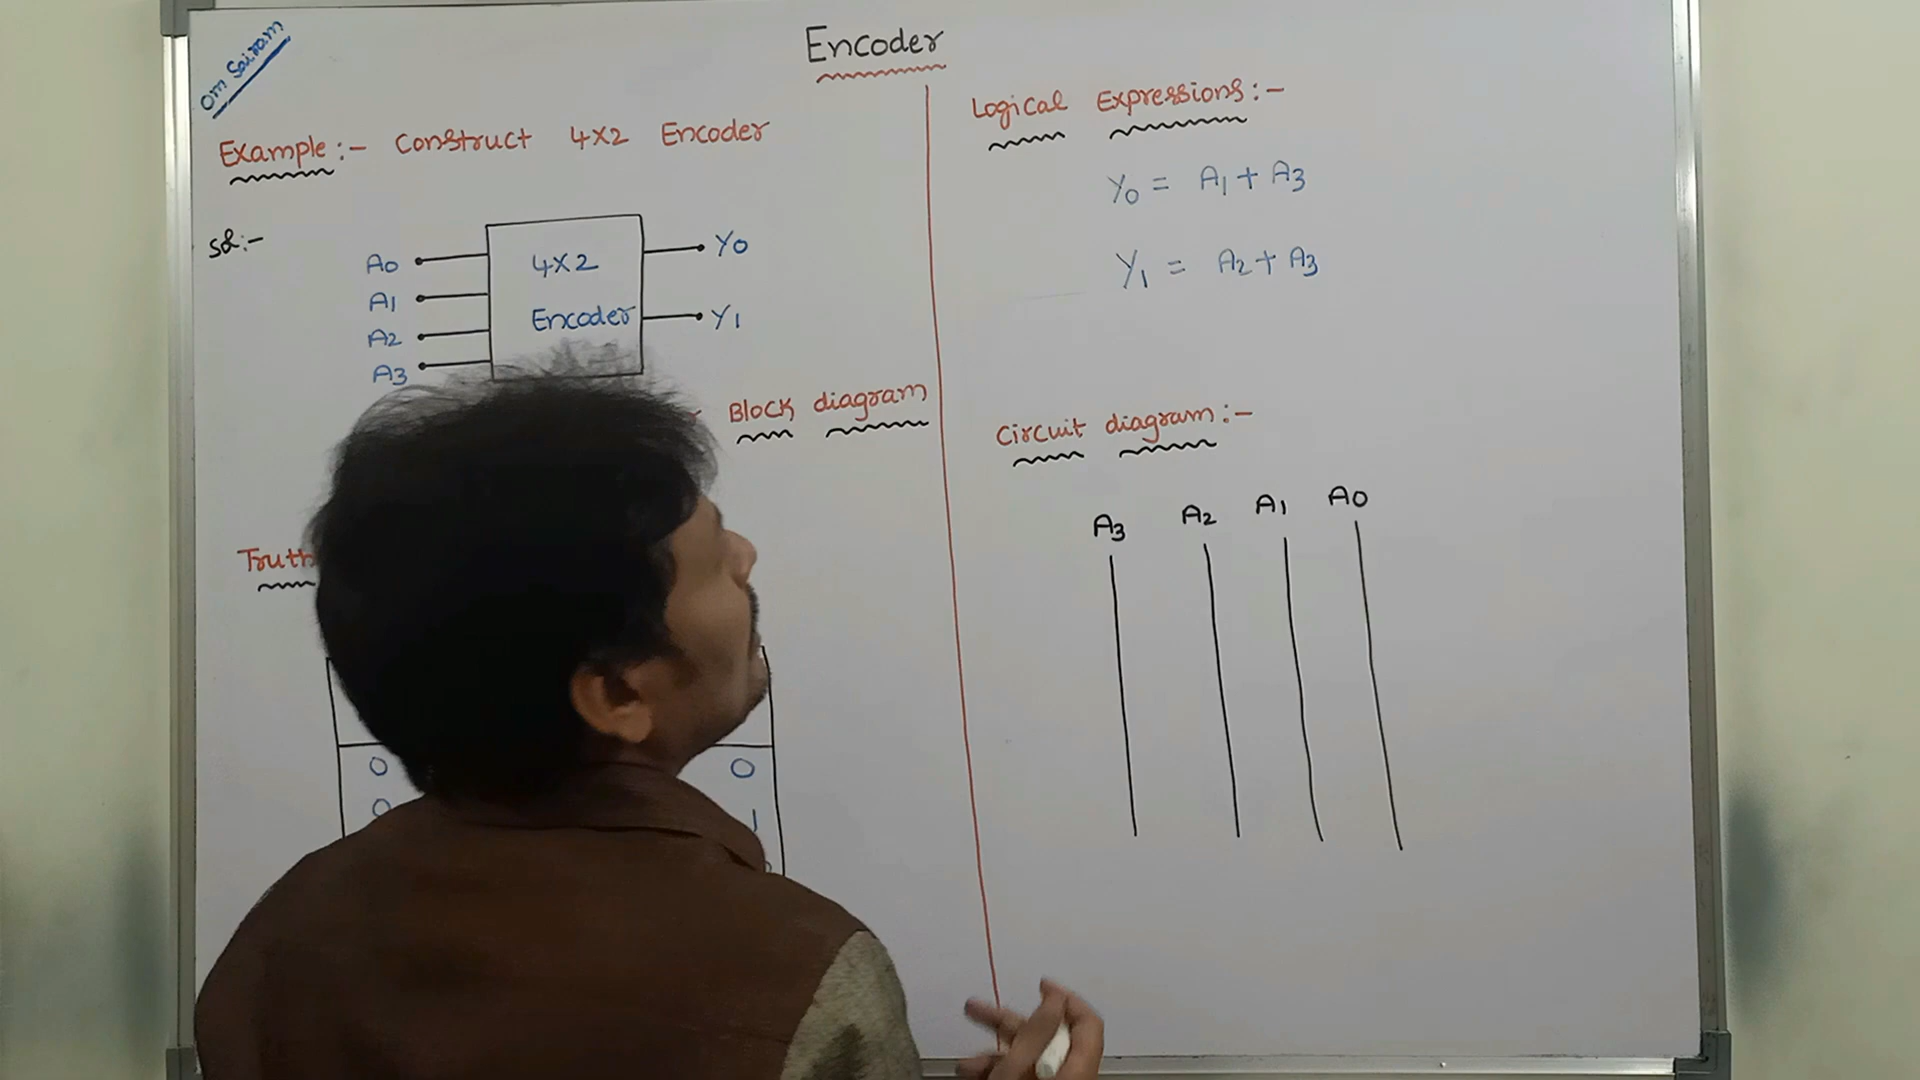 Om Sairam
Encoder
Example:- Construct 4X2 Encoder
Sol:-
A0
A1
A2
A3
4X2
Encoder
Y0
Y1
Block diagram
Truth
0 0
0 1
Logical Expressions:-
Y0 = A1 + A3
Y1 = A2 + A3
Circuit diagram:-
A3 A2 A1 A0